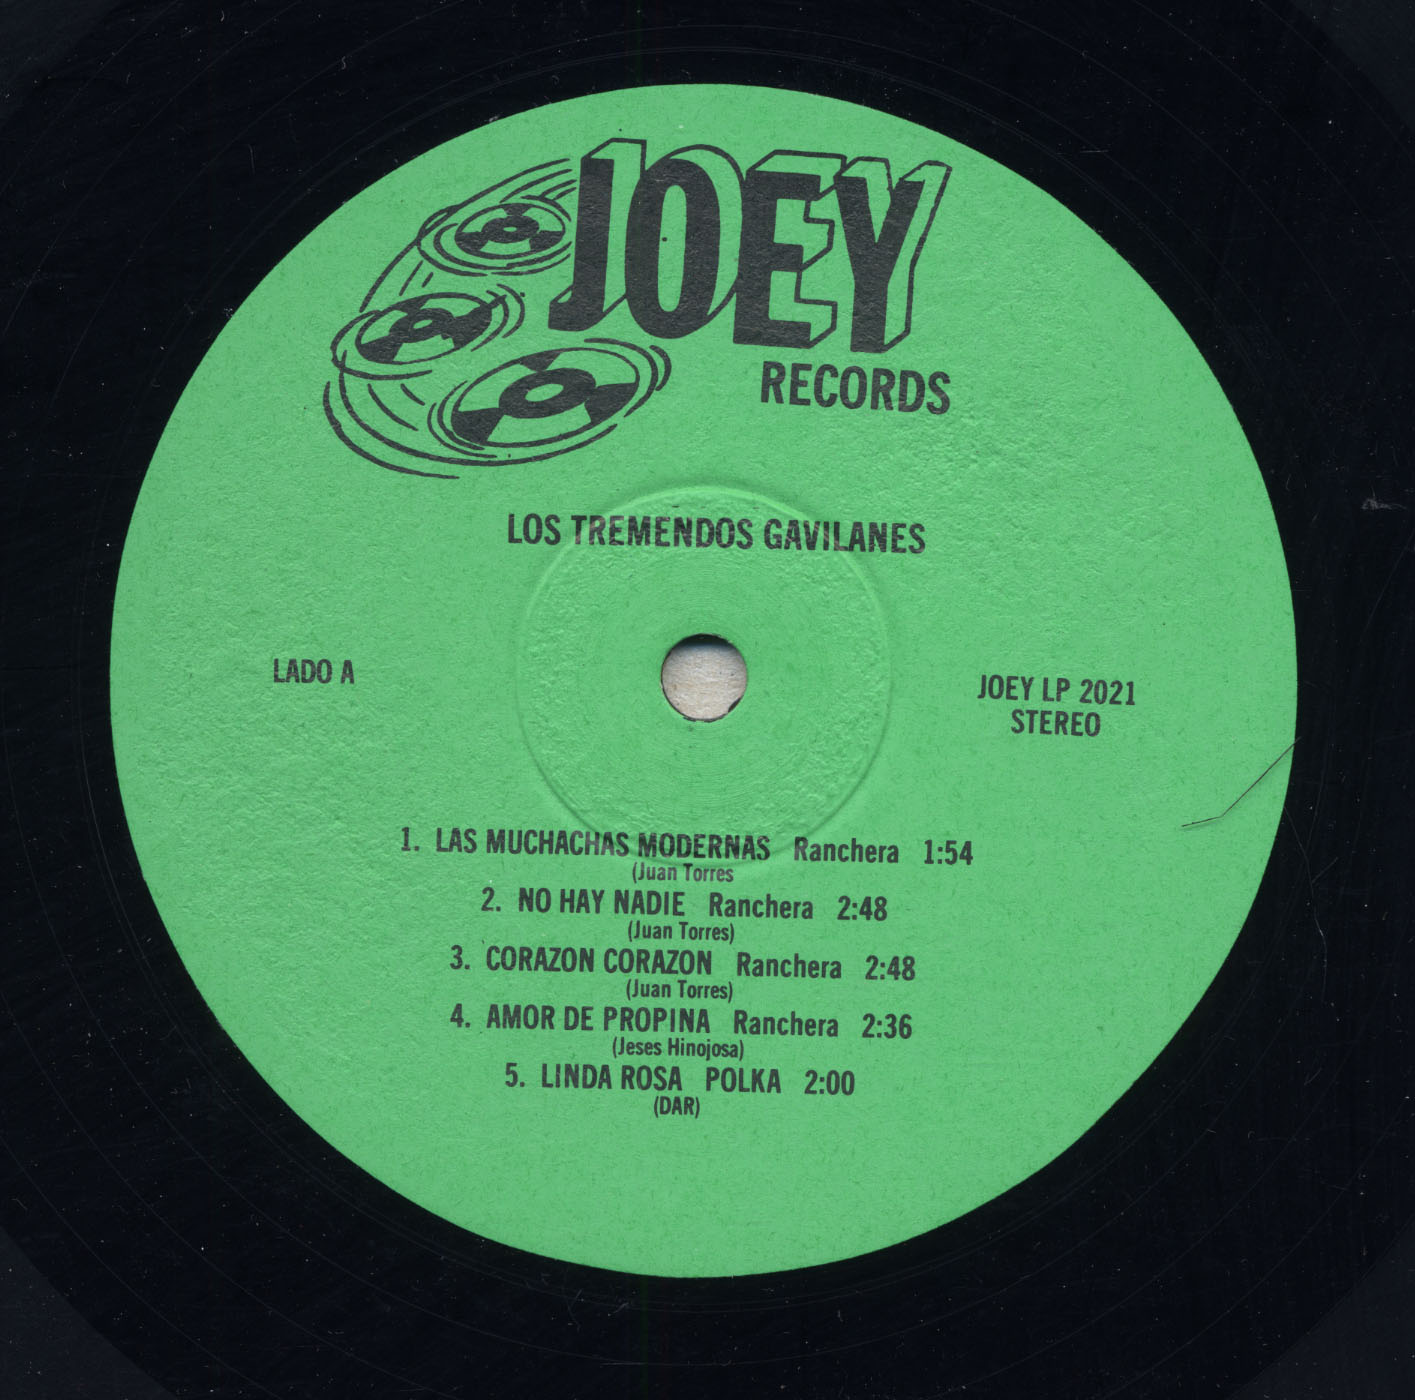 JOEY
RECORDS
LOS TREMENDOS GAVILANES
LADO A
JOEY LP 2021
STEREO
1. LAS MUCHACHAS MODERNAS Ranchera 1:54
(Juan Torres
2. NO HAY NADIE Ranchera 2:48
(Juan Torres)
3. CORAZON CORAZON Ranchera 2:48
(Juan Torres)
4. AMOR DE PROPINA Ranchera 2:36
(Jeses Hinojosa)
5. LINDA ROSA POLKA 2:00
(DAR)